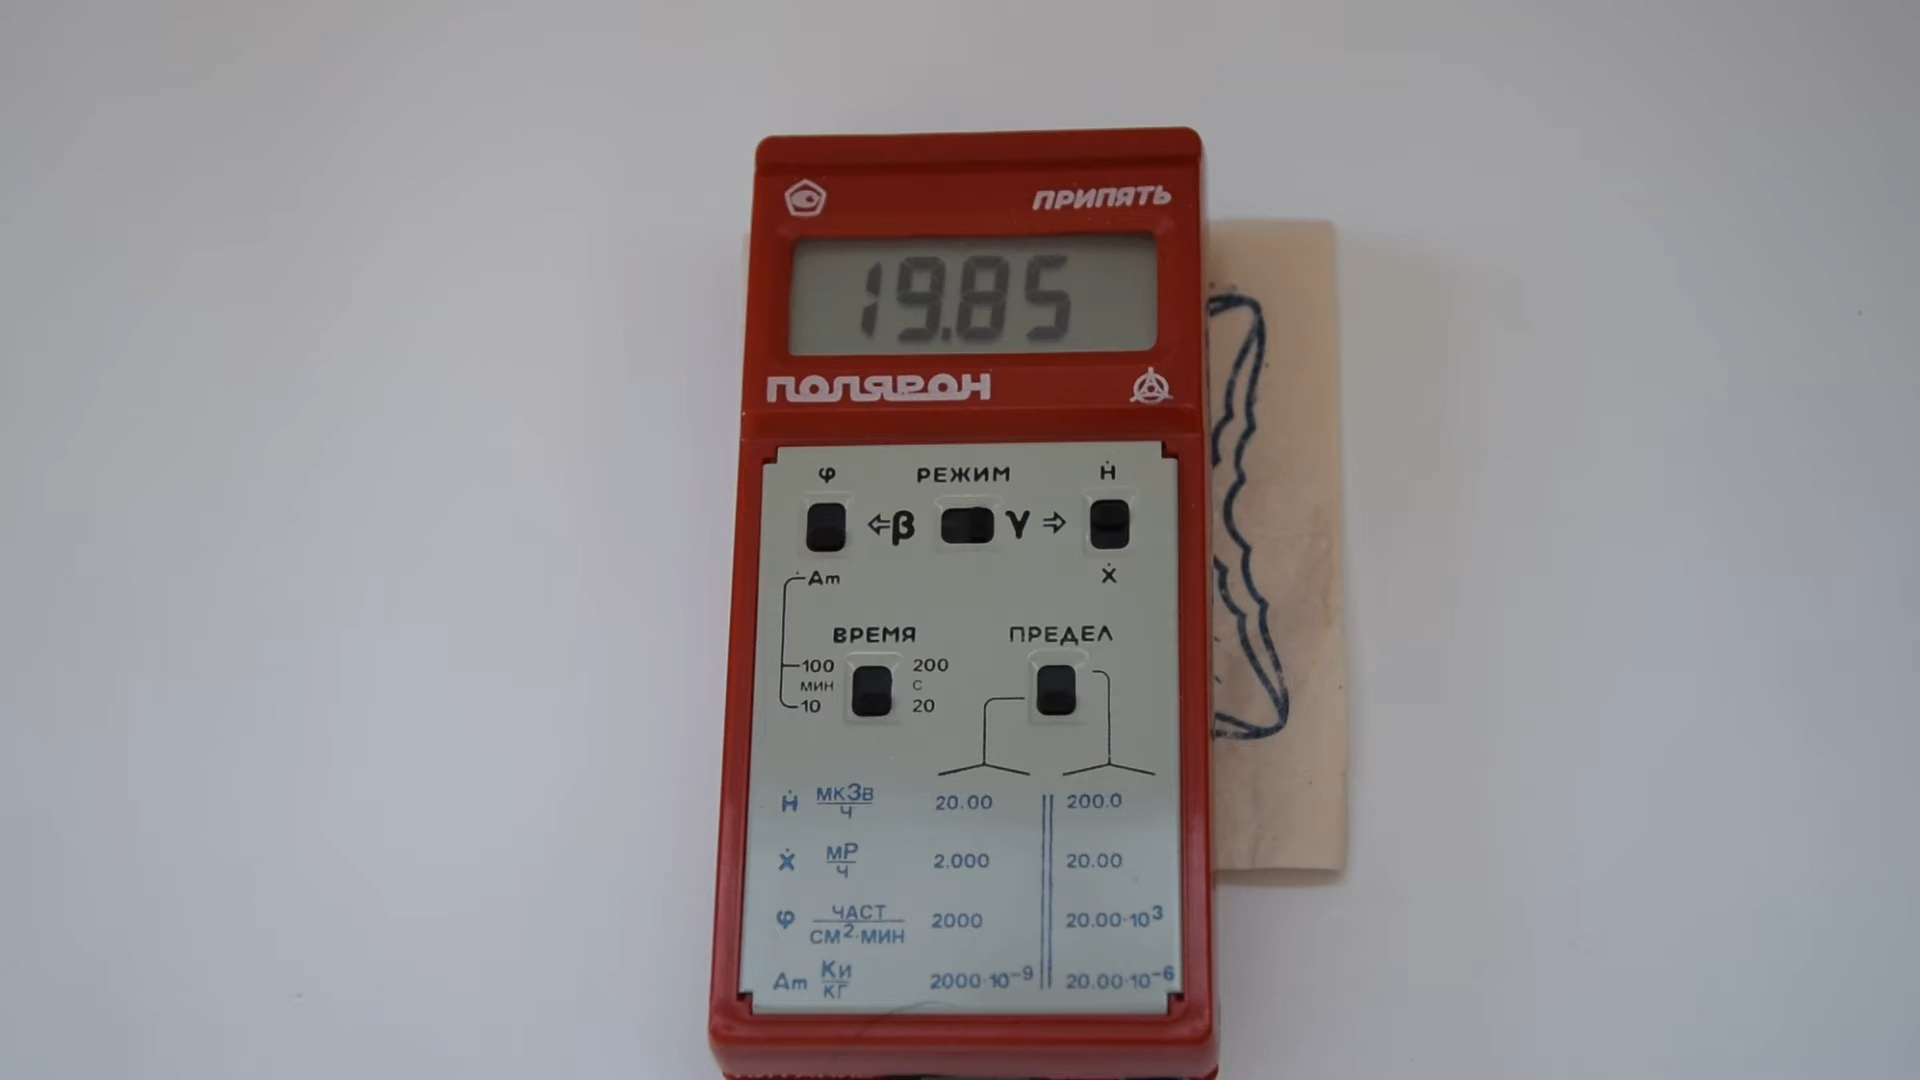 ПРИПЯТЬ
19.85
ПОЛЯРОН
φ РЕЖИМ Ḣ
⇦β γ⇨
Ȧm Ẋ
ВРЕМЯ ПРЕДЕЛ
100 200
МИН С
10 20
Ḣ мкЗв/ч 20.00 200.0
Ẋ мР/ч 2.000 20.00
φ ЧАСТ/СМ²·МИН 2000 20.00·10³
Am Ки/кг 2000·10⁻⁹ 20.00·10⁻⁶